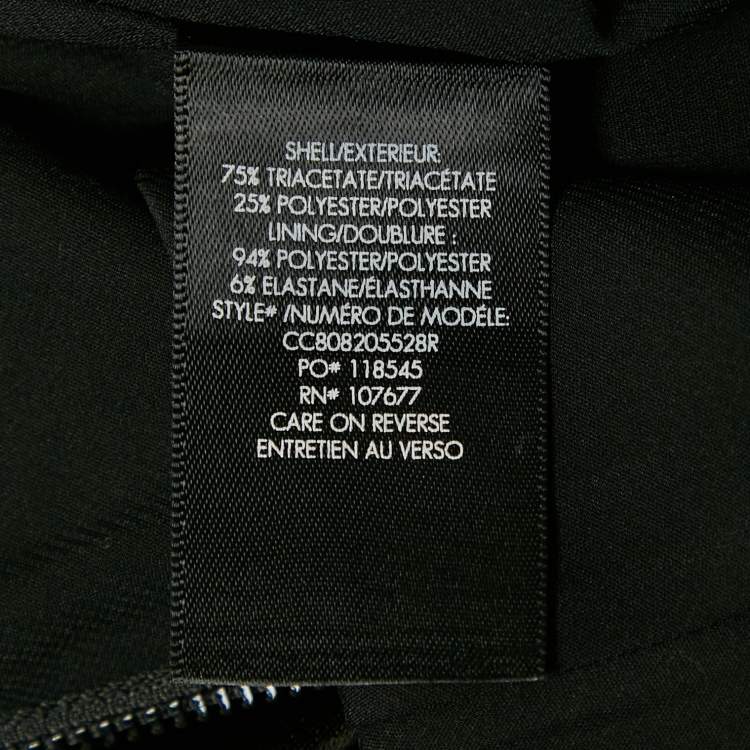 SHELL/EXTERIEUR:
75% TRIACETATE/TRIACÉTATE
25% POLYESTER/POLYESTER
LINING/DOUBLURE :
94% POLYESTER/POLYESTER
6% ELASTANE/ÉLASTHANNE
STYLE# /NUMÉRO DE MODÉLE:
CC808205528R
PO# 118545
RN# 107677
CARE ON REVERSE
ENTRETIEN AU VERSO